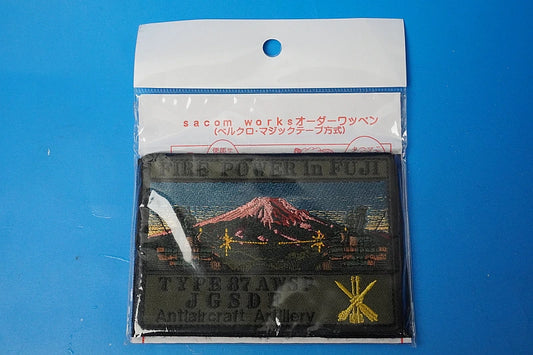 sacom worksオーダーワッペン
(ベルクロ・マジックテープ方式)
FIRE POWER in FUJI
TYPE 87 AWSP
JGSDF
Antiaircraft Artillery